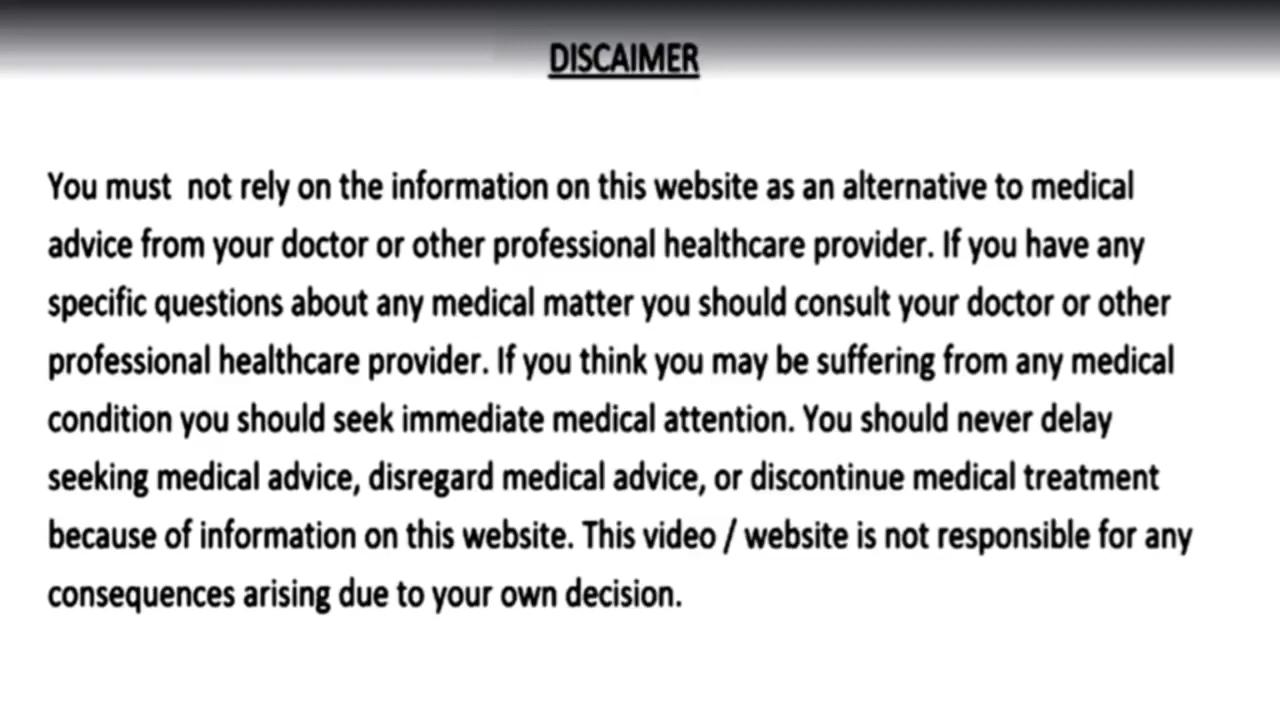 DISCAIMER
You must  not rely on the information on this website as an alternative to medical
advice from your doctor or other professional healthcare provider. If you have any
specific questions about any medical matter you should consult your doctor or other
professional healthcare provider. If you think you may be suffering from any medical
condition you should seek immediate medical attention. You should never delay
seeking medical advice, disregard medical advice, or discontinue medical treatment
because of information on this website. This video / website is not responsible for any
consequences arising due to your own decision.